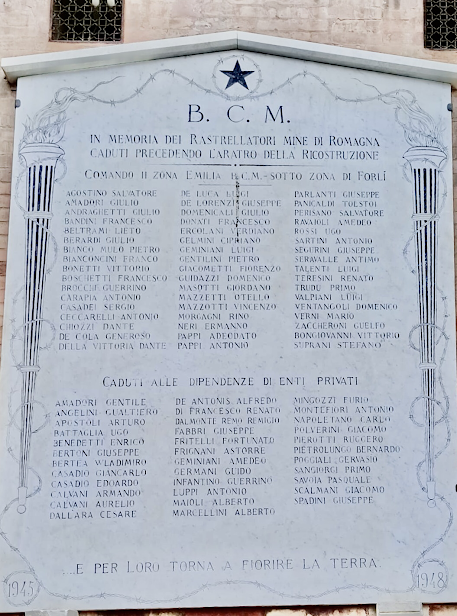 B. C. M.
IN MEMORIA DEI RASTRELLATORI MINE DI ROMAGNA
CADUTI PRECEDENDO L'ARATRO DELLA RICOSTRUZIONE
COMANDO II ZONA EMILIA B.C.M.-SOTTO ZONA DI FORLÌ
AGOSTINO SALVATORE
AMADORI GIULIO
ANDRAGHETTI GIULIO
BANDINI FRANCESCO
BELTRAMI LIETO
BERARDI GIULIO
BIANCO MULO PIETRO
BIANCONCINI FRANCO
BONETTI VITTORIO
BOSCHETTI FRANCESCO
BROCCHI GUERRINO
CARAPIA ANTONIO
CASADEI SERGIO
CECCARELLI ANTONIO
CHIOZZI DANTE
DE COLA GENEROSO
DELLA VITTORIA DANTE
DE LUCA LUIGI
DE LORENZI GIUSEPPE
DOMENICALI GIULIO
DONATI FRANCESCO
ERCOLANI VERDIANO
GELMINI CIPRIANO
GEMINIANI LUIGI
GENTILINI PIETRO
GIACOMETTI FIORENZO
GUIDAZZI DOMENICO
MASOTTI GIORDANO
MAZZETTI OTELLO
MAZZOTTI VINCENZO
MORGAGNI RINO
NERI ERMANNO
PAPPI ADEODATO
PAPPI ANTONIO
PARLANTI GIUSEPPE
PANICALDI TOLSTOI
PERISANO SALVATORE
RAVAIOLI AMEDEO
ROSSI UGO
SARTINI ANTONIO
SEGURINI GIUSEPPE
SERAVALLE ANTIMO
TALENTI LUIGI
TERESINI RENATO
TRUDU PRIMO
VALPIANI LUIGI
VENTANGOLI DOMENICO
VERNI MARIO
ZACCHERONI GUELFO
BONGIOVANNI VITTORIO
SUPRANI STEFANO
CADUTI ALLE DIPENDENZE DI ENTI PRIVATI
AMADORI GENTILE
ANGELINI GUALTIERO
APOSTOLI ARTURO
BATTAGLIA UGO
BENEDETTI ENRICO
BERTONI GIUSEPPE
BERTCA WLADIMIRO
CASADIO GIANCARLO
CASADIO EDOARDO
CALVANI ARMANDO
CALVANI AURELIO
DALL'ARA CESARE
DE ANTONIS ALFREDO
DI FRANCESCO RENATO
DALMONTE REMO REMIGIO
FABBRI GIUSEPPE
FRITELLI FORTUNATO
FRIGNANI ASTORRE
GEMINIANI AMEDEO
GERMANI GUIDO
INFANTINO GUERRINO
LUPPI ANTONIO
MAIOLI ALBERTO
MARCELLINI ALBERTO
MINGOZZI FURIO
MONTEFIORI ANTONIO
NAPOLETANO CARLO
POLVERINI GIACOMO
PIEROTTI RUGGERO
PIETROLUNGO BERNARDO
POGGIALI GERVASIO
SANGIORGI PRIMO
SAVOIA PASQUALE
SCALMANI GIACOMO
SPADINI GIUSEPPE
...E PER LORO TORNA A FIORIRE LA TERRA.
1945 1948